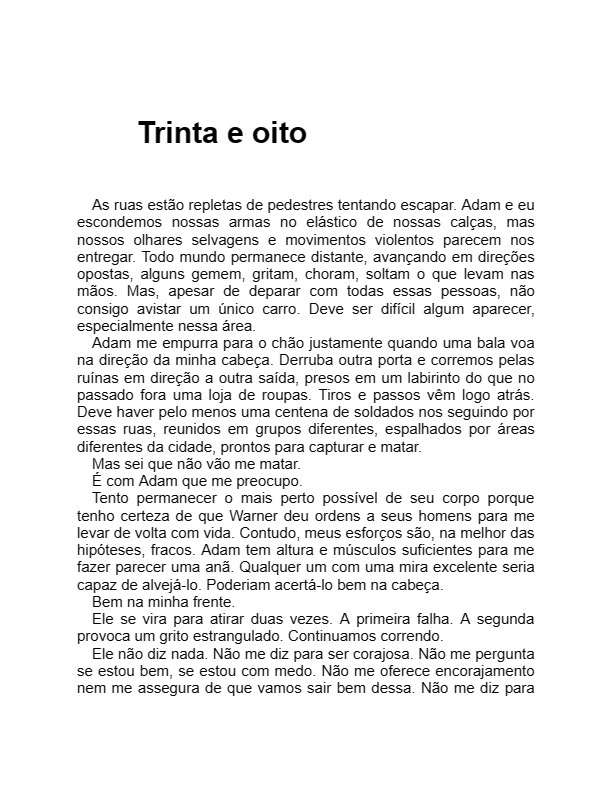 Trinta e oito
As ruas estão repletas de pedestres tentando escapar. Adam e eu
escondemos nossas armas no elástico de nossas calças, mas
nossos olhares selvagens e movimentos violentos parecem nos
entregar. Todo mundo permanece distante, avançando em direções
opostas, alguns gemem, gritam, choram, soltam o que levam nas
mãos. Mas, apesar de deparar com todas essas pessoas, não
consigo avistar um único carro. Deve ser difícil algum aparecer,
especialmente nessa área.
Adam me empurra para o chão justamente quando uma bala voa
na direção da minha cabeça. Derruba outra porta e corremos pelas
ruínas em direção a outra saída, presos em um labirinto do que no
passado fora uma loja de roupas. Tiros e passos vêm logo atrás.
Deve haver pelo menos uma centena de soldados nos seguindo por
essas ruas, reunidos em grupos diferentes, espalhados por áreas
diferentes da cidade, prontos para capturar e matar.
Mas sei que não vão me matar.
É com Adam que me preocupo.
Tento permanecer o mais perto possível de seu corpo porque
tenho certeza de que Warner deu ordens a seus homens para me
levar de volta com vida. Contudo, meus esforços são, na melhor das
hipóteses, fracos. Adam tem altura e músculos suficientes para me
fazer parecer uma anã. Qualquer um com uma mira excelente seria
capaz de alvejá-lo. Poderiam acertá-lo bem na cabeça.
Bem na minha frente.
Ele se vira para atirar duas vezes. A primeira falha. A segunda
provoca um grito estrangulado. Continuamos correndo.
Ele não diz nada. Não me diz para ser corajosa. Não me pergunta
se estou bem, se estou com medo. Não me oferece encorajamento
nem me assegura de que vamos sair bem dessa. Não me diz para